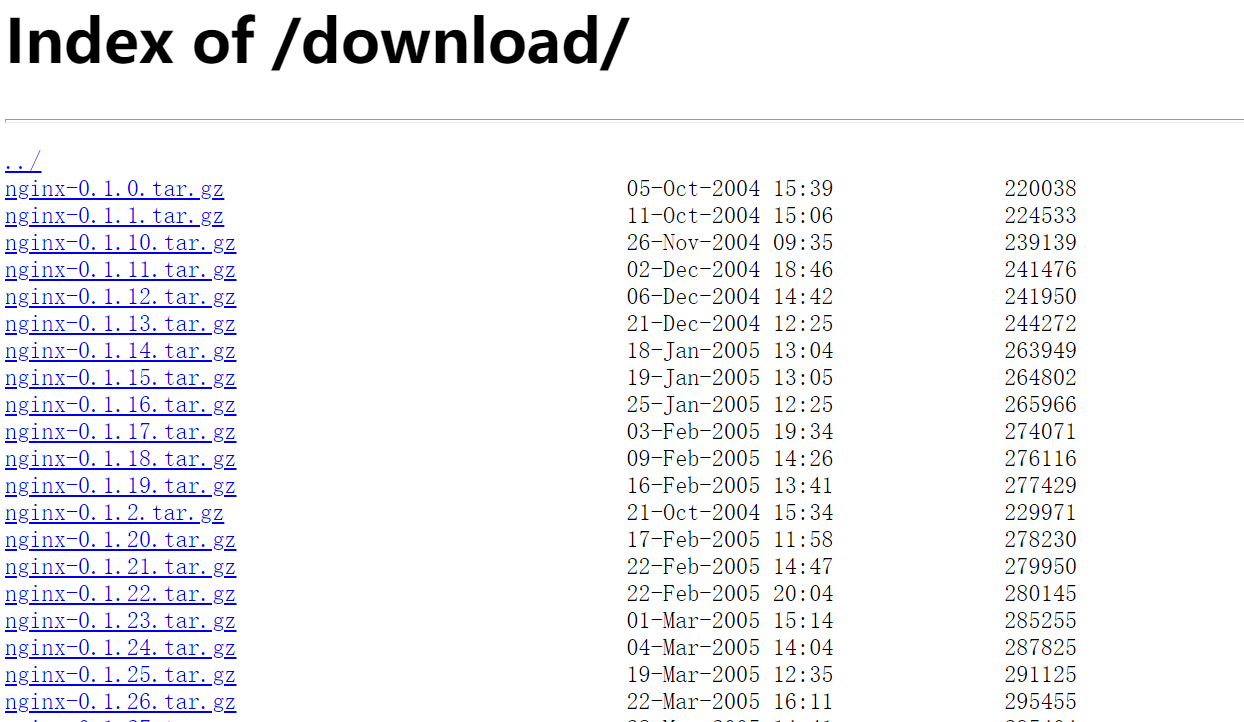 Index of /download/
../
nginx-0.1.0.tar.gz 05-Oct-2004 15:39 220038
nginx-0.1.1.tar.gz 11-Oct-2004 15:06 224533
nginx-0.1.10.tar.gz 26-Nov-2004 09:35 239139
nginx-0.1.11.tar.gz 02-Dec-2004 18:46 241476
nginx-0.1.12.tar.gz 06-Dec-2004 14:42 241950
nginx-0.1.13.tar.gz 21-Dec-2004 12:25 244272
nginx-0.1.14.tar.gz 18-Jan-2005 13:04 263949
nginx-0.1.15.tar.gz 19-Jan-2005 13:05 264802
nginx-0.1.16.tar.gz 25-Jan-2005 12:25 265966
nginx-0.1.17.tar.gz 03-Feb-2005 19:34 274071
nginx-0.1.18.tar.gz 09-Feb-2005 14:26 276116
nginx-0.1.19.tar.gz 16-Feb-2005 13:41 277429
nginx-0.1.2.tar.gz 21-Oct-2004 15:34 229971
nginx-0.1.20.tar.gz 17-Feb-2005 11:58 278230
nginx-0.1.21.tar.gz 22-Feb-2005 14:47 279950
nginx-0.1.22.tar.gz 22-Feb-2005 20:04 280145
nginx-0.1.23.tar.gz 01-Mar-2005 15:14 285255
nginx-0.1.24.tar.gz 04-Mar-2005 14:04 287825
nginx-0.1.25.tar.gz 19-Mar-2005 12:35 291125
nginx-0.1.26.tar.gz 22-Mar-2005 16:11 295455